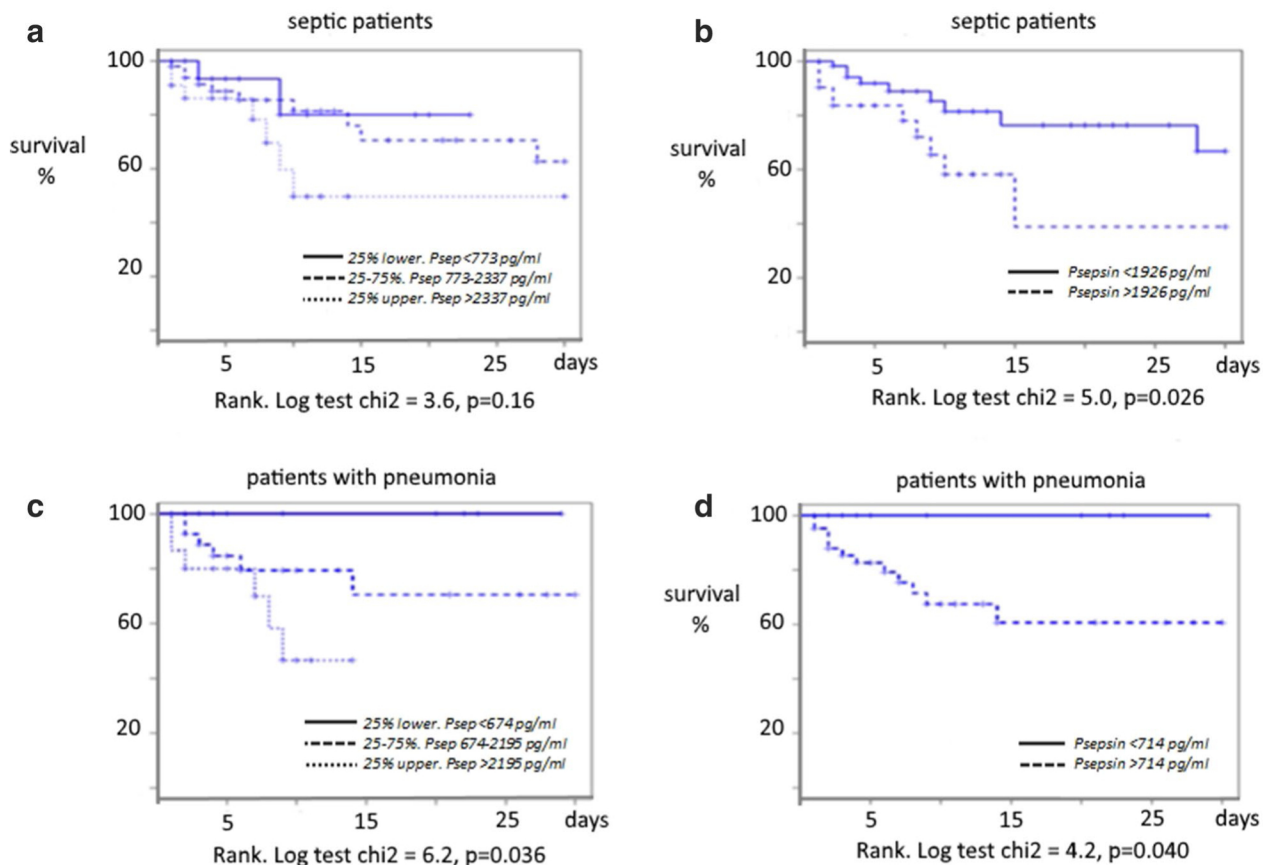 a
septic patients
100
survival
%
60
20
25% lower. Psep <773 pg/ml
25-75%. Psep 773-2337 pg/ml
25% upper. Psep >2337 pg/ml
5 15 25 days
Rank. Log test chi2 = 3.6, p=0.16
b
septic patients
100
survival
%
60
20
Psepsin <1926 pg/ml
Psepsin >1926 pg/ml
5 15 25 days
Rank. Log test chi2 = 5.0, p=0.026
c
patients with pneumonia
100
60
20
25% lower. Psep <674 pg/ml
25-75%. Psep 674-2195 pg/ml
25% upper. Psep >2195 pg/ml
5 15 25 days
Rank. Log test chi2 = 6.2, p=0.036
d
patients with pneumonia
100
survival
%
60
20
Psepsin <714 pg/ml
Psepsin >714 pg/ml
5 15 25 days
Rank. Log test chi2 = 4.2, p=0.040